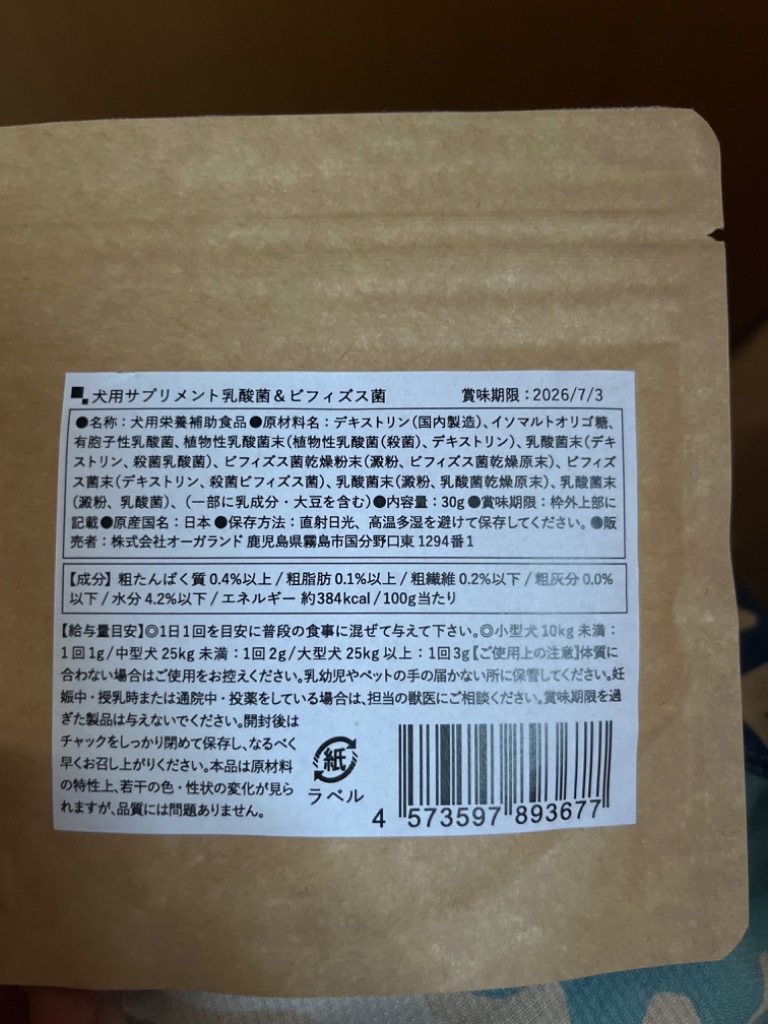 犬用サプリメント乳酸菌＆ビフィズス菌 賞味期限：2026/7/3
●名称：犬用栄養補助食品●原材料名：デキストリン(国内製造)、イソマルトオリゴ糖、
有胞子性乳酸菌、植物性乳酸菌末(植物性乳酸菌(殺菌)、デキストリン)、乳酸菌末(デキ
ストリン、殺菌乳酸菌)、ビフィズス菌乾燥粉末(澱粉、ビフィズス菌乾燥原末)、ビフィズ
ス菌末(デキストリン、殺菌ビフィズス菌)、乳酸菌末(澱粉、乳酸菌乾燥原末)、乳酸菌末
(澱粉、乳酸菌)、(一部に乳成分・大豆を含む)●内容量：30g●賞味期限：枠外上部に
記載●原産国名：日本●保存方法：直射日光、高温多湿を避けて保存してください。●販
売者：株式会社オーガランド 鹿児島県霧島市国分野口東1294番1
【成分】粗たんぱく質0.4%以上/粗脂肪0.1%以上/粗繊維0.2%以下/粗灰分0.0%
以下/水分4.2%以下/エネルギー 約384kcal/100g当たり
【給与量目安】◎1日1回を目安に普段の食事に混ぜて与えて下さい。◎小型犬10kg未満：
1回1g/中型犬25kg未満：1回2g/大型犬25kg以上：1回3g【ご使用上の注意】体質に
合わない場合はご使用をお控えください。乳幼児やペットの手の届かない所に保管してください。妊
娠中・授乳時または通院中・投薬をしている場合は、担当の獣医にご相談ください。賞味期限を過
ぎた製品は与えないでください。開封後は
チャックをしっかり閉めて保存し、なるべく
早くお召し上がりください。本品は原材料
の特性上、若干の色・性状の変化が見ら
れますが、品質には問題ありません。
紙
ラベル
4 573597 893677